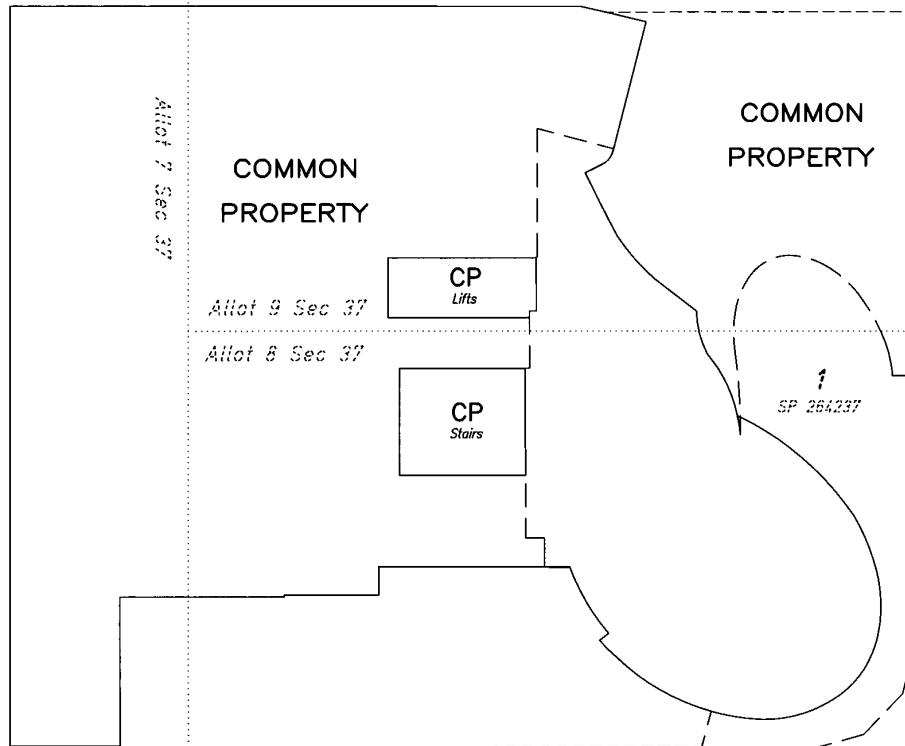 COMMON
PROPERTY
COMMON
PROPERTY
Allot 7 Sec 37
CP
Lifts
Allot 9 Sec 37
Allot 8 Sec 37
CP
Stairs
1
SP 264237